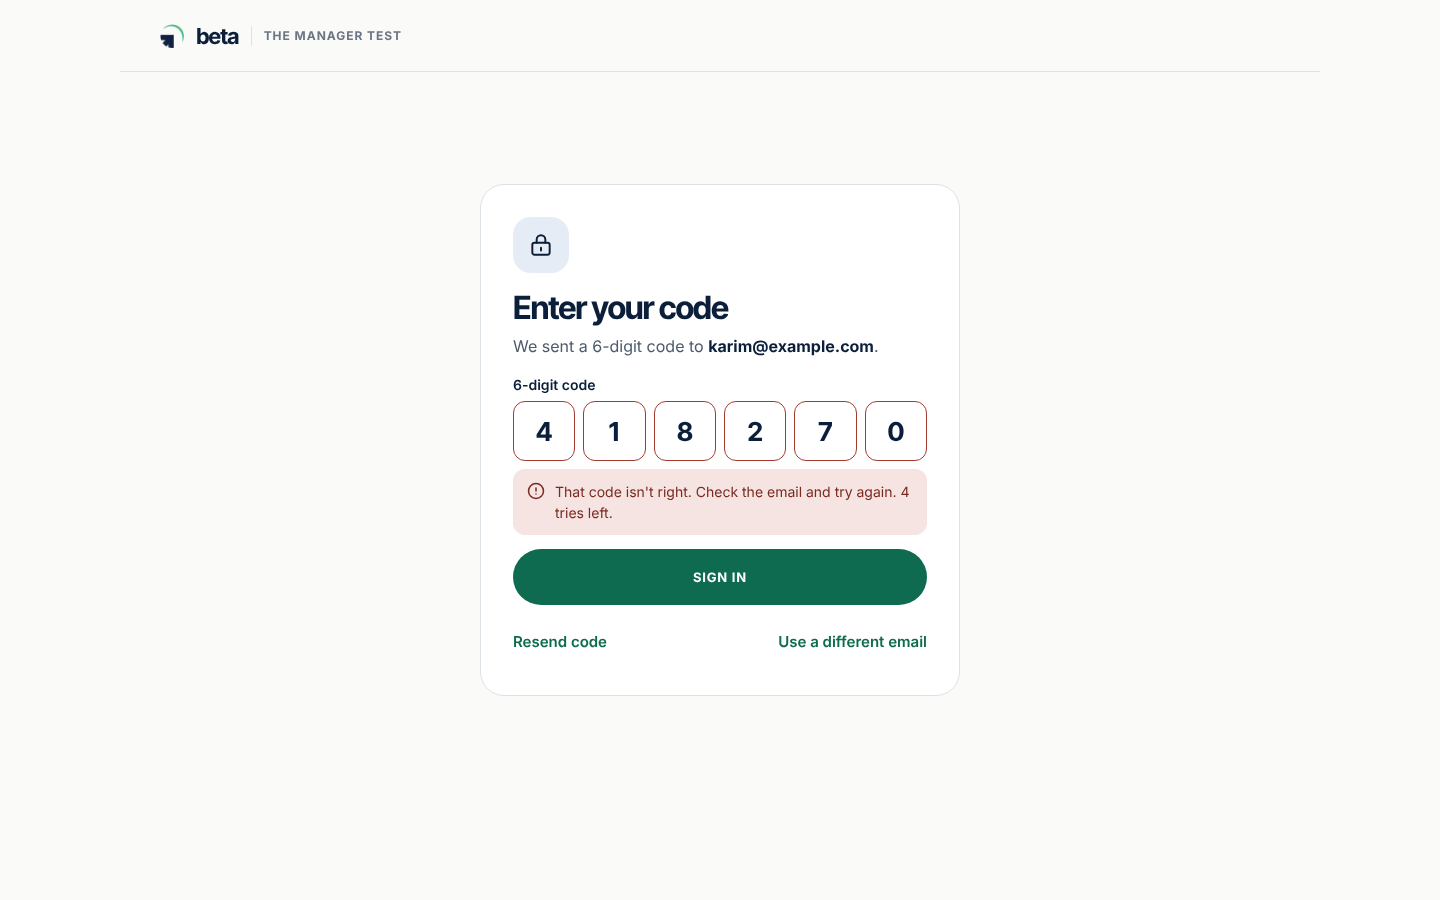 beta
THE MANAGER TEST
Enter your code
We sent a 6-digit code to karim@example.com.
6-digit code
4 1 8 2 7 0
That code isn't right. Check the email and try again. 4
tries left.
SIGN IN
Resend code
Use a different email